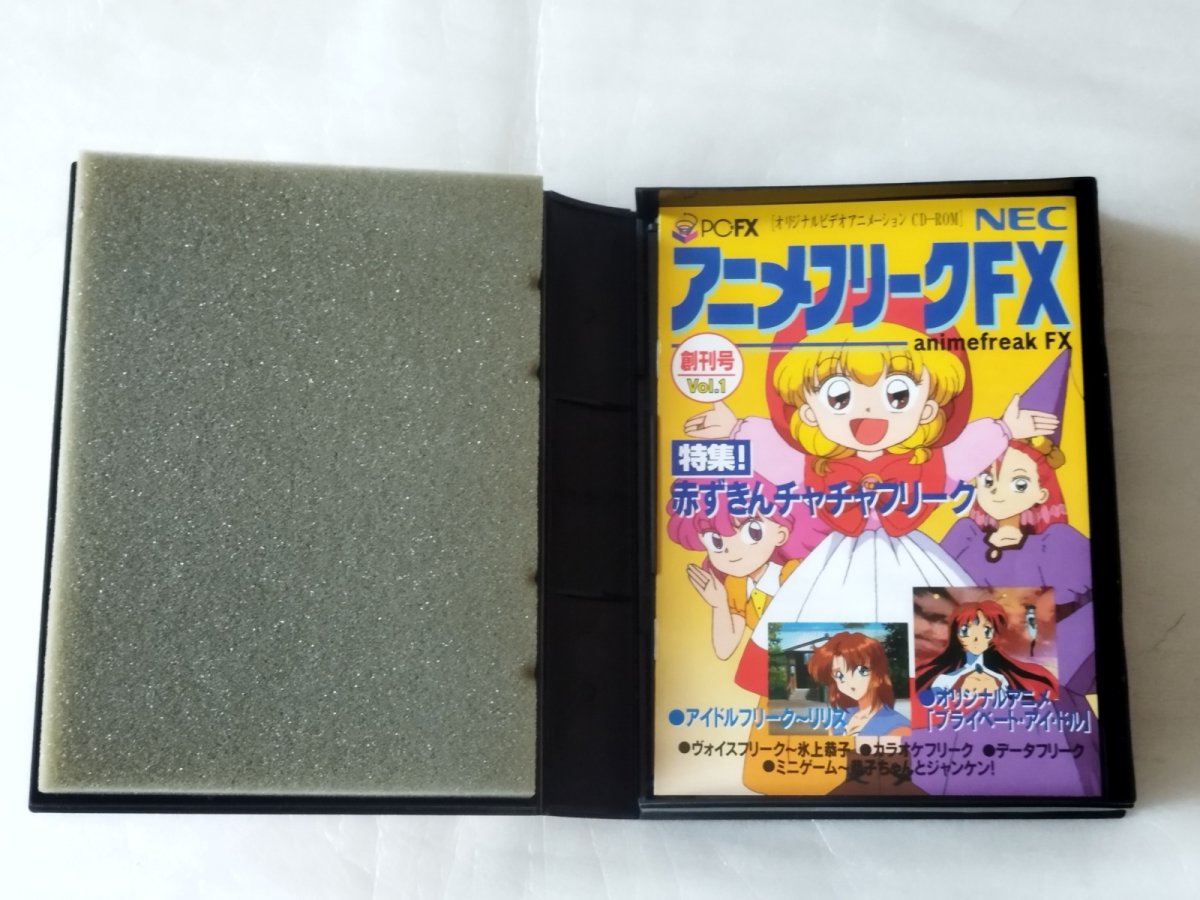 PC-FX
[オリジナルビデオアニメーション CD-ROM]
NEC
アニメフリークFX
animefreak FX
創刊号
Vol.1
特集!
赤ずきんチャチャフリーク
●アイドルフリーク〜リリス
●オリジナルアニメ
「プライベート・アイ・ドル」
●ヴォイスフリーク〜氷上恭子 ●カラオケフリーク ●データフリーク
●ミニゲーム〜恭子ちゃんとジャンケン!